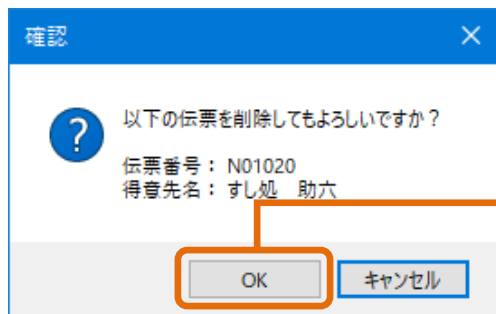 確認
以下の伝票を削除してもよろしいですか？
伝票番号： N01020
得意先名： すし処　助六
OK
キャンセル